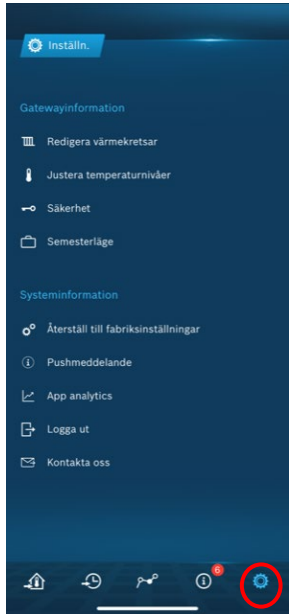 Inställn.
Gatewayinformation
Redigera värmekretsar
Justera temperaturnivåer
Säkerhet
Semesterläge
Systeminformation
Återställ till fabriksinställningar
Pushmeddelande
App analytics
Logga ut
Kontakta oss
6